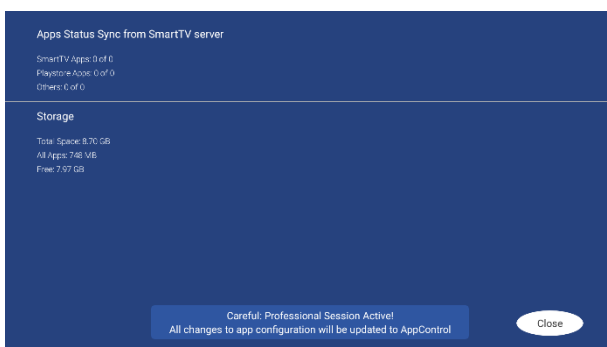 Apps Status Sync from SmartTV server
SmartTV Apps: 0 of 0
Playstore Apps: 0 of 0
Others: 0 of 0
Storage
Total Space: 8.70 GB
All Apps: 748 MB
Free: 7.97 GB
Careful: Professional Session Active!
All changes to app configuration will be updated to AppControl
Close